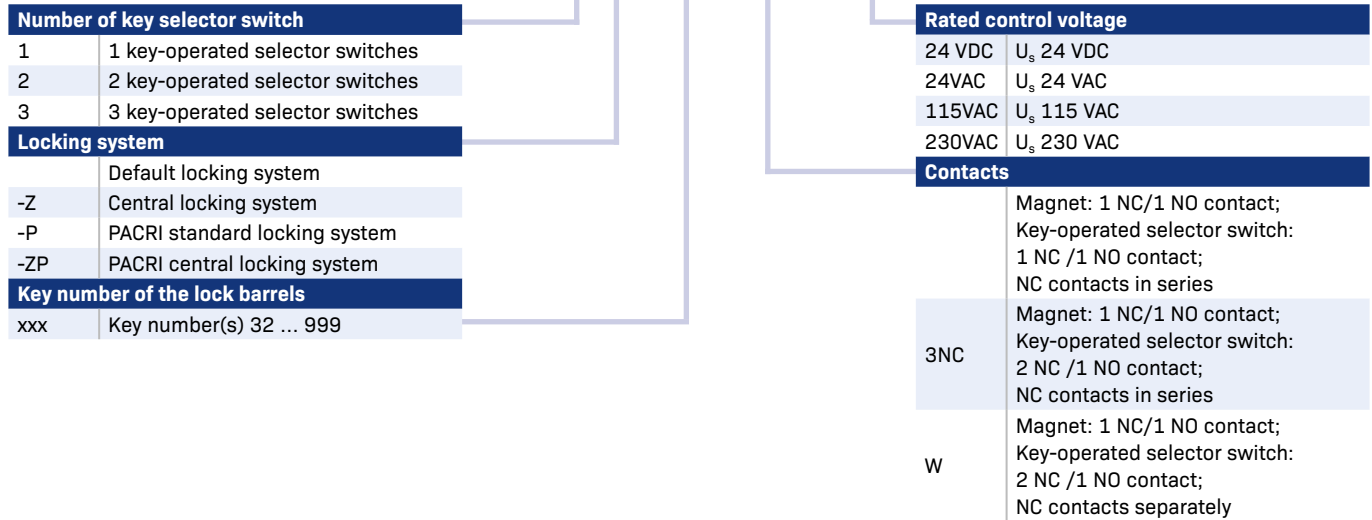 Number of key selector switch
1 1 key-operated selector switches
2 2 key-operated selector switches
3 3 key-operated selector switches
Locking system
Default locking system
-Z Central locking system
-P PACRI standard locking system
-ZP PACRI central locking system
Key number of the lock barrels
xxx Key number(s) 32 ... 999
Rated control voltage
24 VDC Us 24 VDC
24VAC Us 24 VAC
115VAC Us 115 VAC
230VAC Us 230 VAC
Contacts
Magnet: 1 NC/1 NO contact;
Key-operated selector switch:
1 NC /1 NO contact;
NC contacts in series
Magnet: 1 NC/1 NO contact;
Key-operated selector switch:
3NC
2 NC /1 NO contact;
NC contacts in series
Magnet: 1 NC/1 NO contact;
Key-operated selector switch:
W
2 NC /1 NO contact;
NC contacts separately